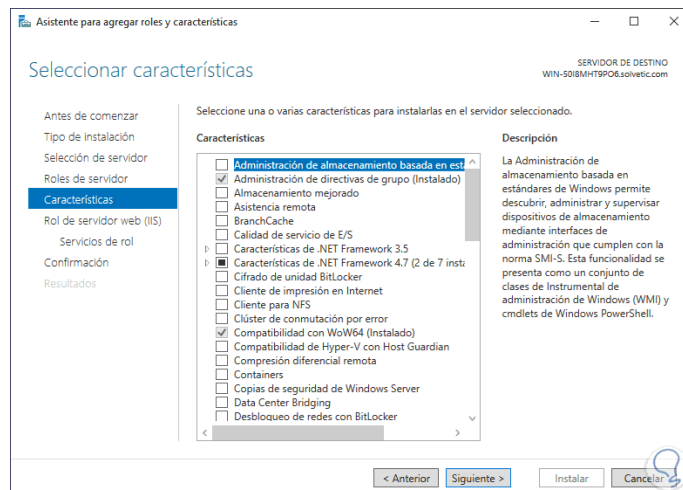 Asistente para agregar roles y características
Seleccionar características
SERVIDOR DE DESTINO
WIN-50I8MHT9PO6.solvetic.com
Antes de comenzar
Tipo de instalación
Selección de servidor
Roles de servidor
Características
Rol de servidor web (IIS)
Servicios de rol
Confirmación
Resultados
Seleccione una o varias características para instalarlas en el servidor seleccionado.
Características
Administración de almacenamiento basada en está
Administración de directivas de grupo (Instalado)
Almacenamiento mejorado
Asistencia remota
BranchCache
Calidad de servicio de E/S
Características de .NET Framework 3.5
Características de .NET Framework 4.7 (2 de 7 insta
Cifrado de unidad BitLocker
Cliente de impresión en Internet
Cliente para NFS
Clúster de conmutación por error
Compatibilidad con WoW64 (Instalado)
Compatibilidad de Hyper-V con Host Guardian
Compresión diferencial remota
Containers
Copias de seguridad de Windows Server
Data Center Bridging
Desbloqueo de redes con BitLocker
Descripción
La Administración de
almacenamiento basada en
estándares de Windows permite
descubrir, administrar y supervisar
dispositivos de almacenamiento
mediante interfaces de
administración que cumplen con la
norma SMI-S. Esta funcionalidad se
presenta como un conjunto de
clases de Instrumental de
administración de Windows (WMI) y
cmdlets de Windows PowerShell.
< Anterior
Siguiente >
Instalar
Cancelar